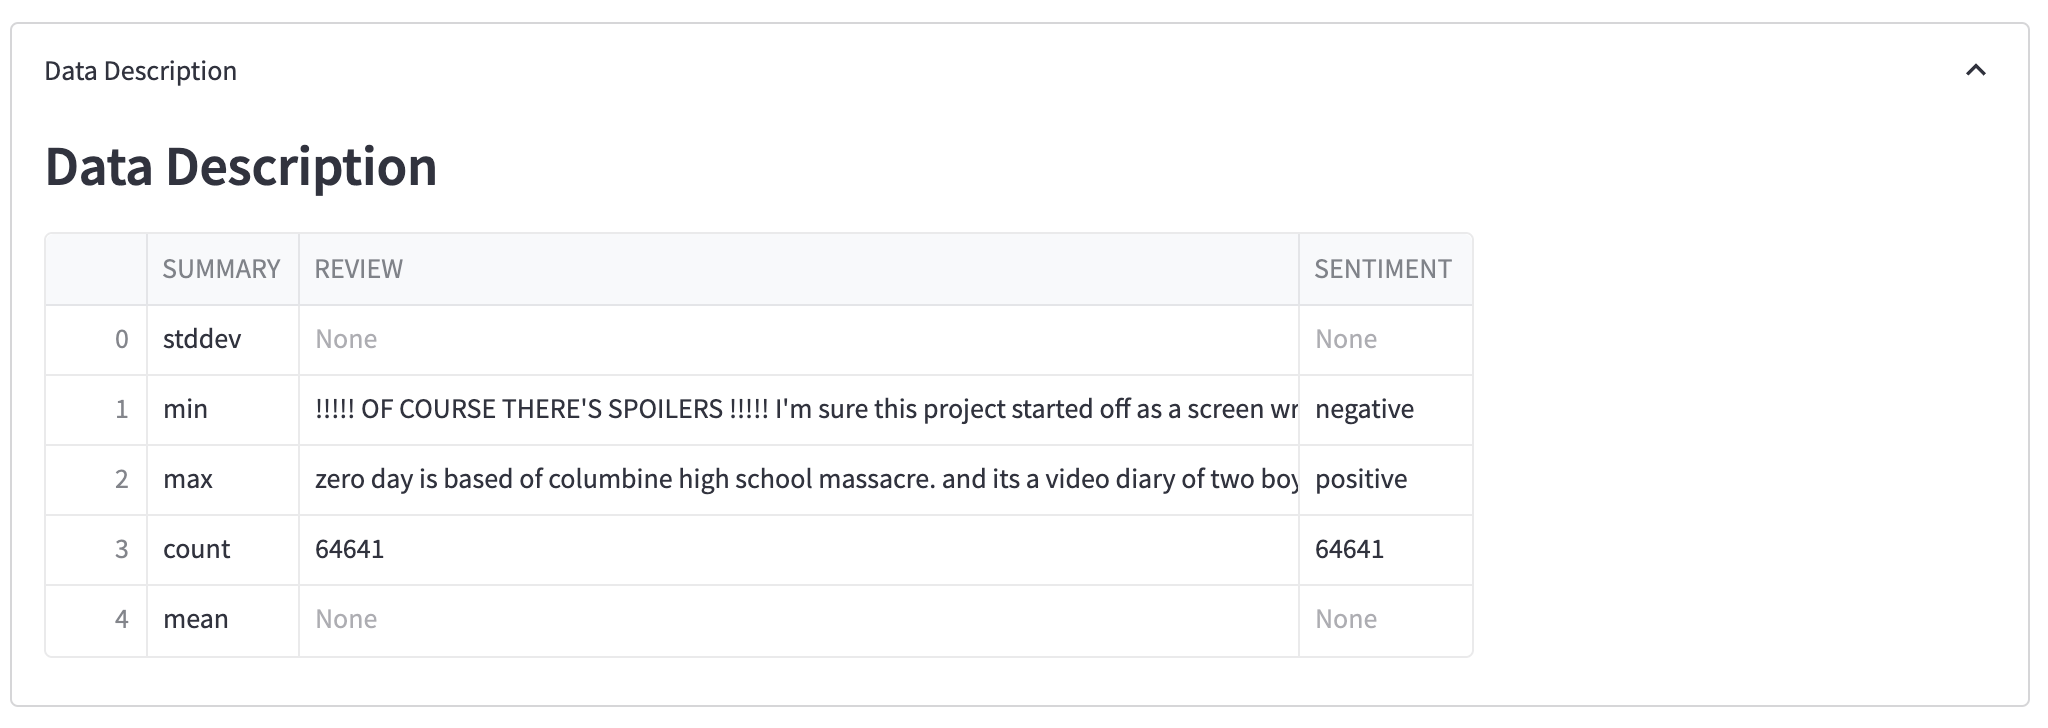 Data Description
Data Description
SUMMARY REVIEW SENTIMENT
0 stddev None None
1 min !!!!! OF COURSE THERE'S SPOILERS !!!!! I'm sure this project started off as a screen wr negative
2 max zero day is based of columbine high school massacre. and its a video diary of two boy positive
3 count 64641 64641
4 mean None None